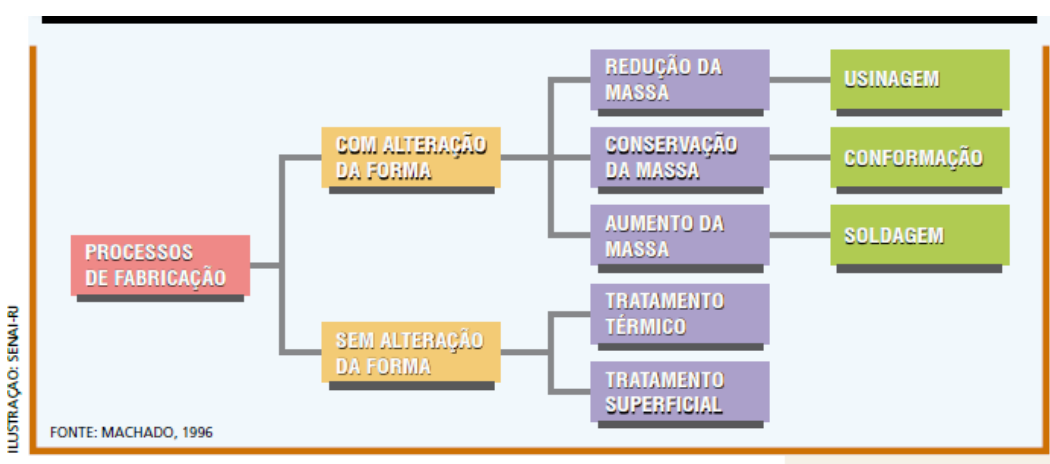 REDUÇÃO DA
MASSA
USINAGEM
COM ALTERAÇÃO
DA FORMA
CONSERVAÇÃO
DA MASSA
CONFORMAÇÃO
AUMENTO DA
MASSA
SOLDAGEM
PROCESSOS
DE FABRICAÇÃO
TRATAMENTO
TÉRMICO
SEM ALTERAÇÃO
DA FORMA
TRATAMENTO
SUPERFICIAL
ILUSTRAÇÃO: SENAI-RJ
FONTE: MACHADO, 1996